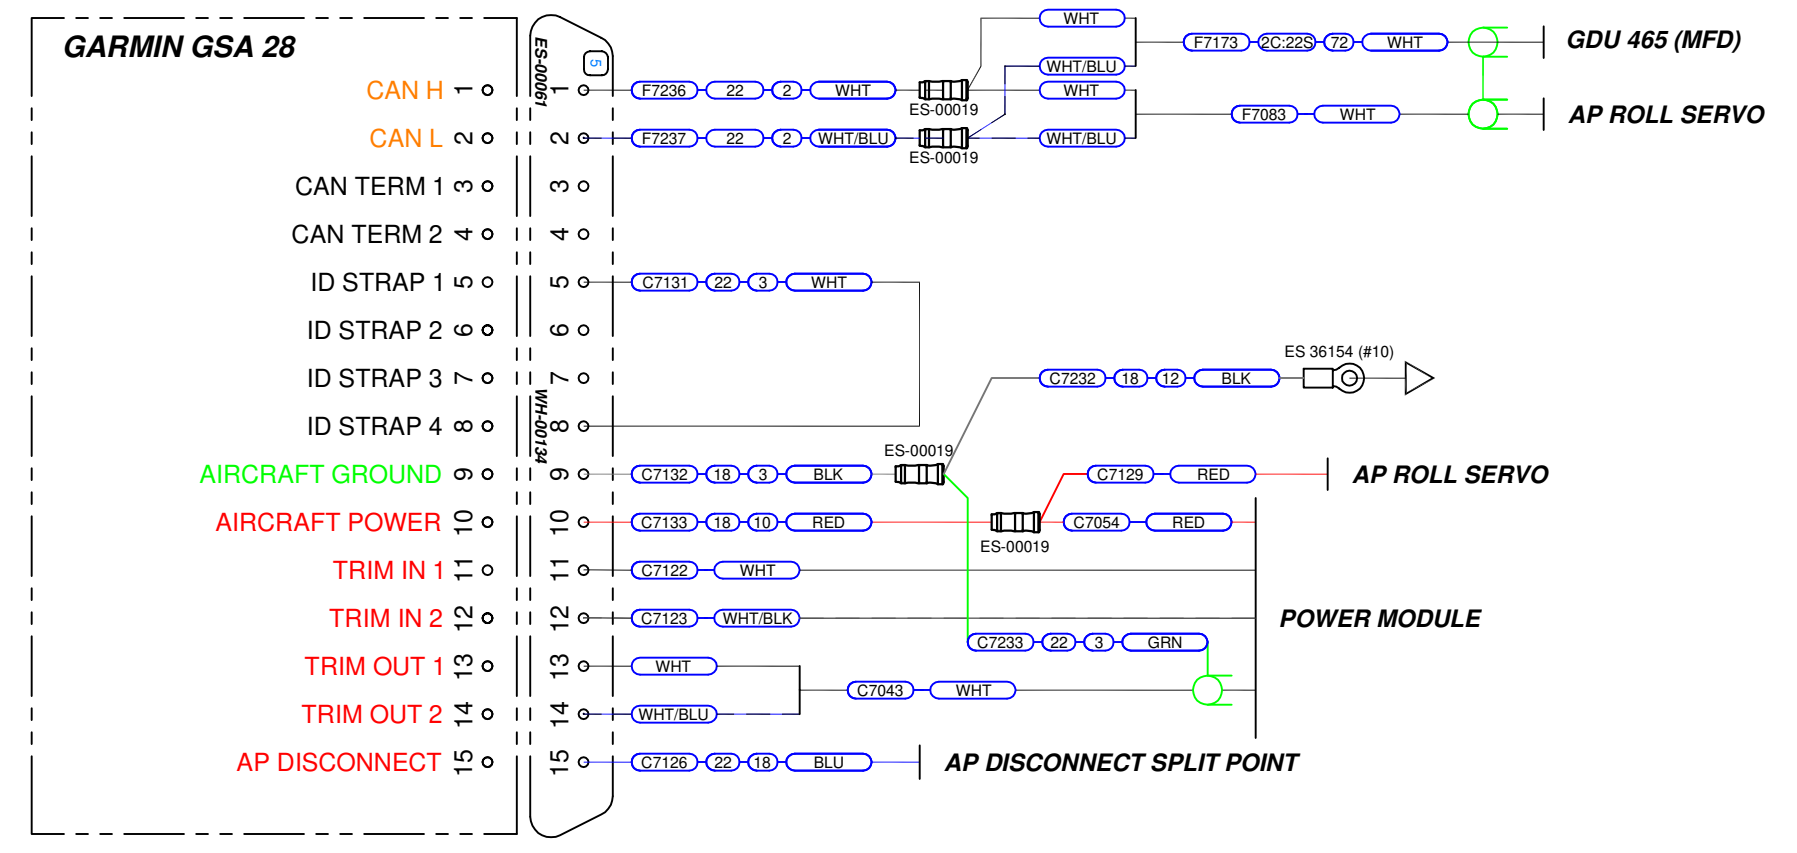 GARMIN GSA 28
ES-00061
5
WH-00134
CAN H 1 1 F7236 22 2 WHT ES-00019
WHT
WHT/BLU
F7173 2C:22S 72 WHT GDU 465 (MFD)
CAN L 2 2 F7237 22 2 WHT/BLU ES-00019
WHT
WHT/BLU
F7083 WHT AP ROLL SERVO
CAN TERM 1 3 3
CAN TERM 2 4 4
ID STRAP 1 5 5 C7131 22 3 WHT
ID STRAP 2 6 6
ID STRAP 3 7 7
C7232 18 12 BLK ES 36154 (#10)
ID STRAP 4 8 8
AIRCRAFT GROUND 9 9 C7132 18 3 BLK ES-00019
C7129 RED AP ROLL SERVO
AIRCRAFT POWER 10 10 C7133 18 10 RED ES-00019 C7054 RED
TRIM IN 1 11 11 C7122 WHT
TRIM IN 2 12 12 C7123 WHT/BLK POWER MODULE
C7233 22 3 GRN
TRIM OUT 1 13 13 WHT
C7043 WHT
TRIM OUT 2 14 14 WHT/BLU
AP DISCONNECT 15 15 C7126 22 18 BLU AP DISCONNECT SPLIT POINT